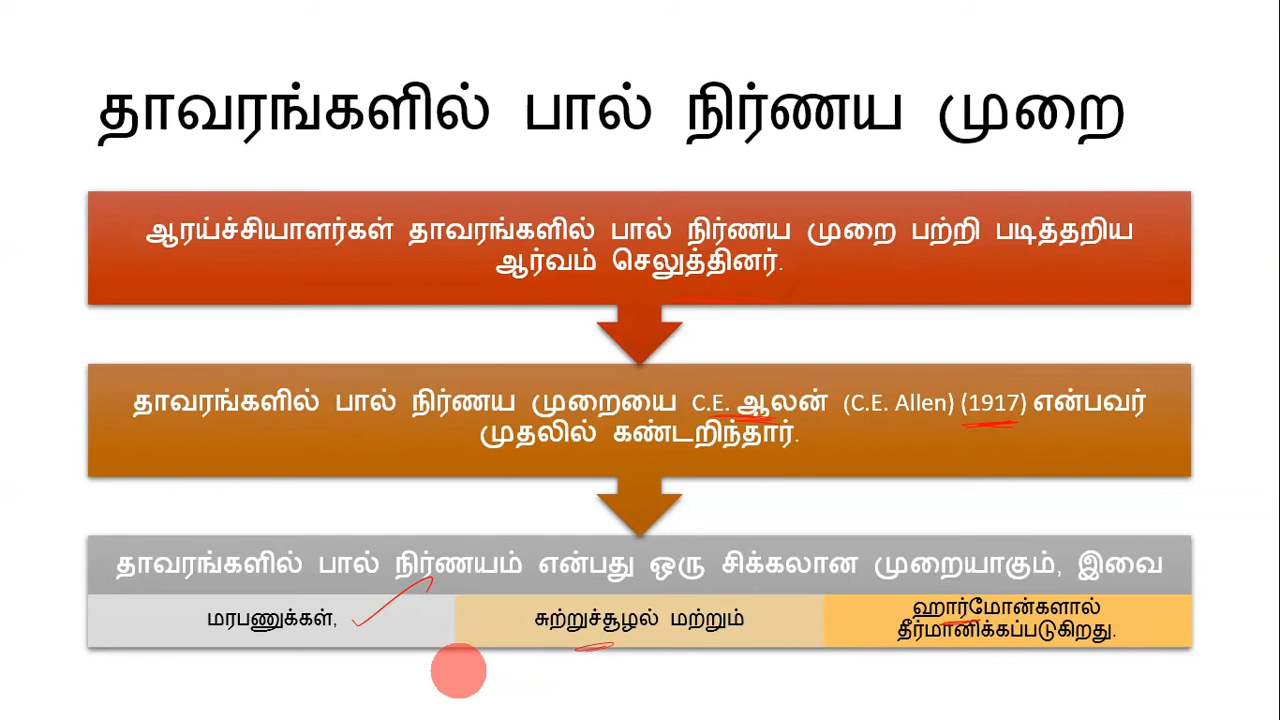 தாவரங்களில் பால் நிர்ணய முறை
ஆரய்ச்சியாளர்கள் தாவரங்களில் பால் நிர்ணய முறை பற்றி படித்தறிய
ஆர்வம் செலுத்தினர்.
தாவரங்களில் பால் நிர்ணய முறையை C.E. ஆலன் (C.E. Allen) (1917) என்பவர்
முதலில் கண்டறிந்தார்.
தாவரங்களில் பால் நிர்ணயம் என்பது ஒரு சிக்கலான முறையாகும், இவை
மரபணுக்கள்,
சுற்றுச்சூழல் மற்றும்
ஹார்மோன்களால்
தீர்மானிக்கப்படுகிறது.